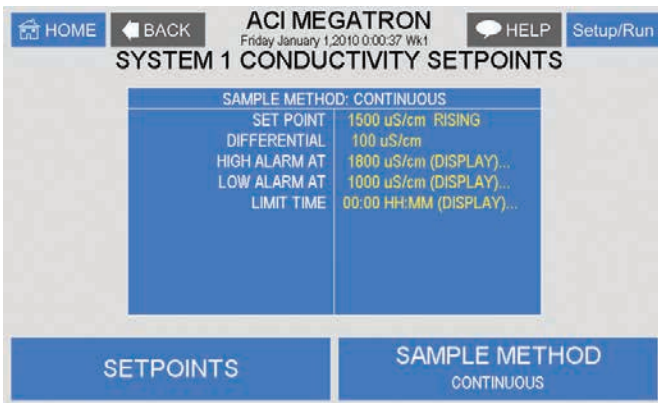 HOME BACK ACI MEGATRON HELP Setup/Run
Friday January 1,2010 0:00:37 Wk1
SYSTEM 1 CONDUCTIVITY SETPOINTS
SAMPLE METHOD: CONTINUOUS
SET POINT 1500 uS/cm RISING
DIFFERENTIAL 100 uS/cm
HIGH ALARM AT 1800 uS/cm (DISPLAY)...
LOW ALARM AT 1000 uS/cm (DISPLAY)...
LIMIT TIME 00:00 HH:MM (DISPLAY)...
SETPOINTS
SAMPLE METHOD
CONTINUOUS